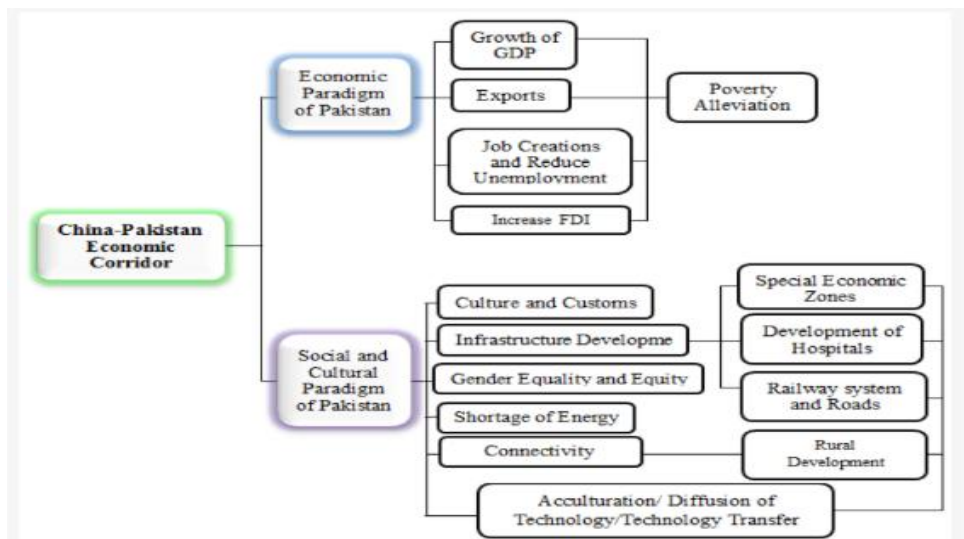 Growth of
GDP
Economic
Paradigm
of Pakistan
Exports
Poverty
Alleviation
Job Creations
and Reduce
Unemployment
Increase FDI
China-Pakistan
Economic
Corridor
Special Economic
Zones
Culture and Customs
Infrastructure Developme
Development of
Hospitals
Social and
Cultural
Paradigm
of Pakistan
Gender Equality and Equity
Railway system
and Roads
Shortage of Energy
Connectivity
Rural
Development
Acculturation/ Diffusion of
Technology/Technology Transfer